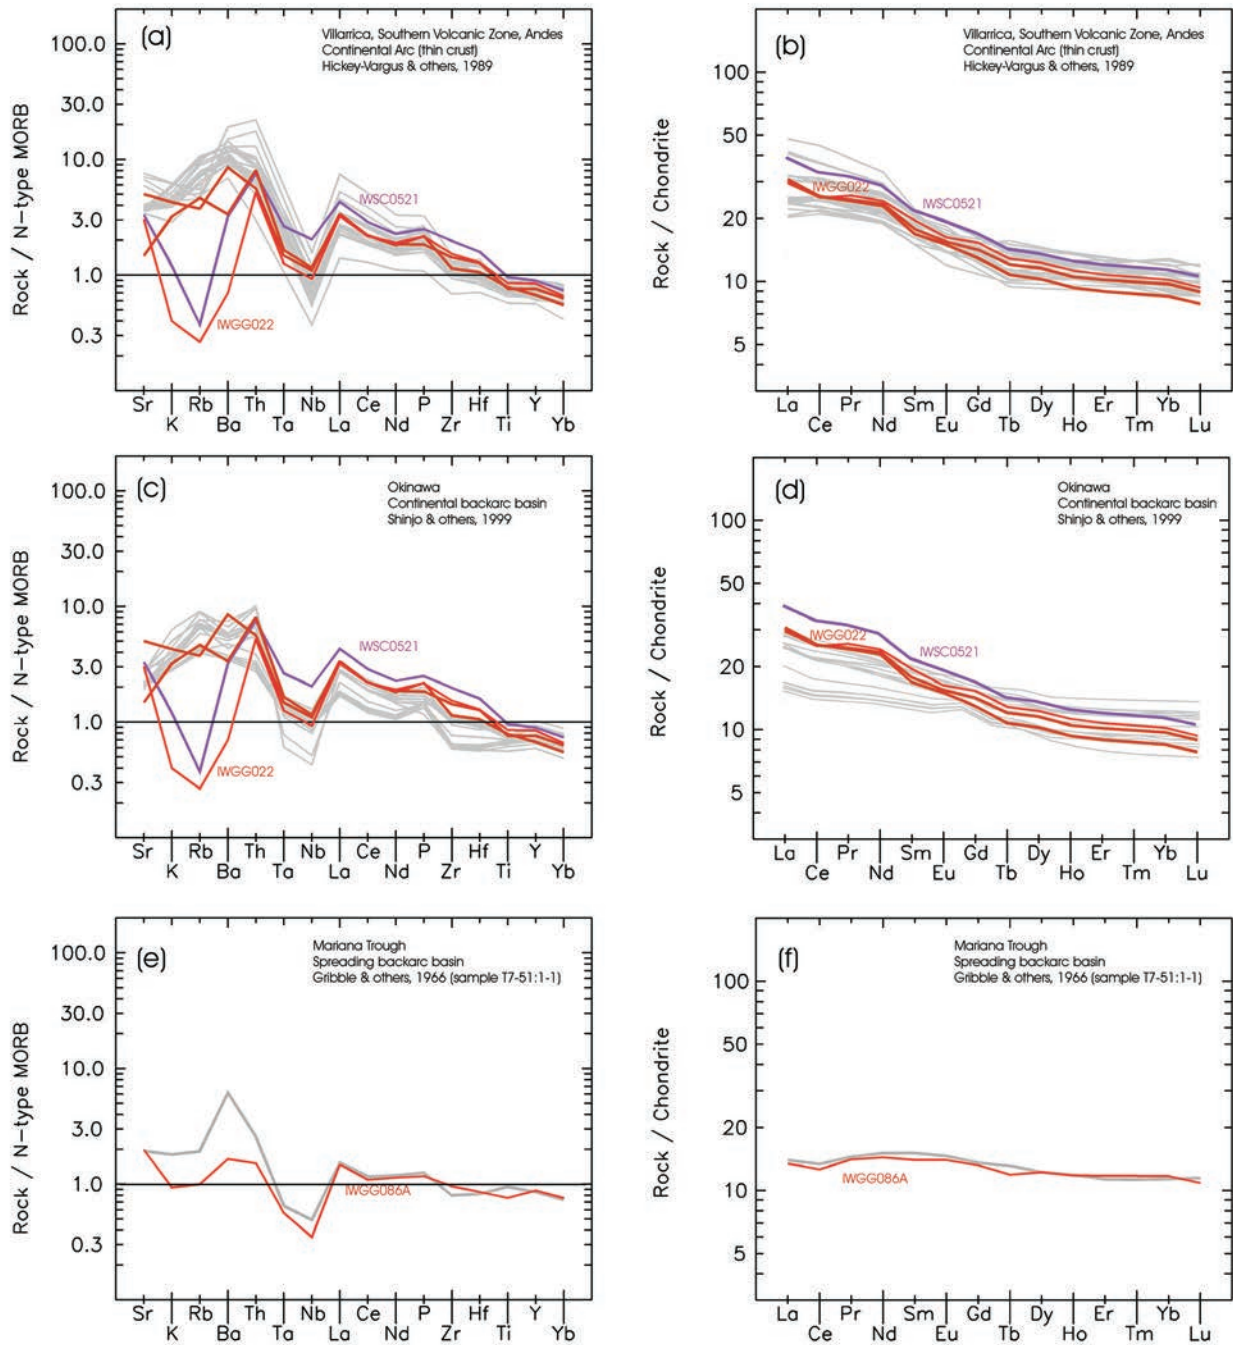 (a)
Villarrica, Southern Volcanic Zone, Andes
Continental Arc (thin crust)
Hickey-Vargus & others, 1989
Rock / N-type MORB
100.0
30.0
10.0
3.0
1.0
0.3
IWSC0521
IWGG022
Sr Rb Th Nb Ce P Hf Y
K Ba Ta La Nd Zr Ti Yb
(b)
Villarrica, Southern Volcanic Zone, Andes
Continental Arc (thin crust)
Hickey-Vargus & others, 1989
Rock / Chondrite
100
50
20
10
5
IWGG022
IWSC0521
La Pr Sm Gd Dy Er Yb
Ce Nd Eu Tb Ho Tm Lu
(c)
Okinawa
Continental backarc basin
Shinjo & others, 1999
Rock / N-type MORB
100.0
30.0
10.0
3.0
1.0
0.3
IWSC0521
IWGG022
Sr Rb Th Nb Ce P Hf Y
K Ba Ta La Nd Zr Ti Yb
(d)
Okinawa
Continental backarc basin
Shinjo & others, 1999
Rock / Chondrite
100
50
20
10
5
IWGG022
IWSC0521
La Pr Sm Gd Dy Er Yb
Ce Nd Eu Tb Ho Tm Lu
(e)
Mariana Trough
Spreading backarc basin
Gribble & others, 1966 (sample T7-51:1-1)
Rock / N-type MORB
100.0
30.0
10.0
3.0
1.0
0.3
IWGG086A
Sr Rb Th Nb Ce P Hf Y
K Ba Ta La Nd Zr Ti Yb
(f)
Mariana Trough
Spreading backarc basin
Gribble & others, 1966 (sample T7-51:1-1)
Rock / Chondrite
100
50
20
10
5
IWGG086A
La Pr Sm Gd Dy Er Yb
Ce Nd Eu Tb Ho Tm Lu